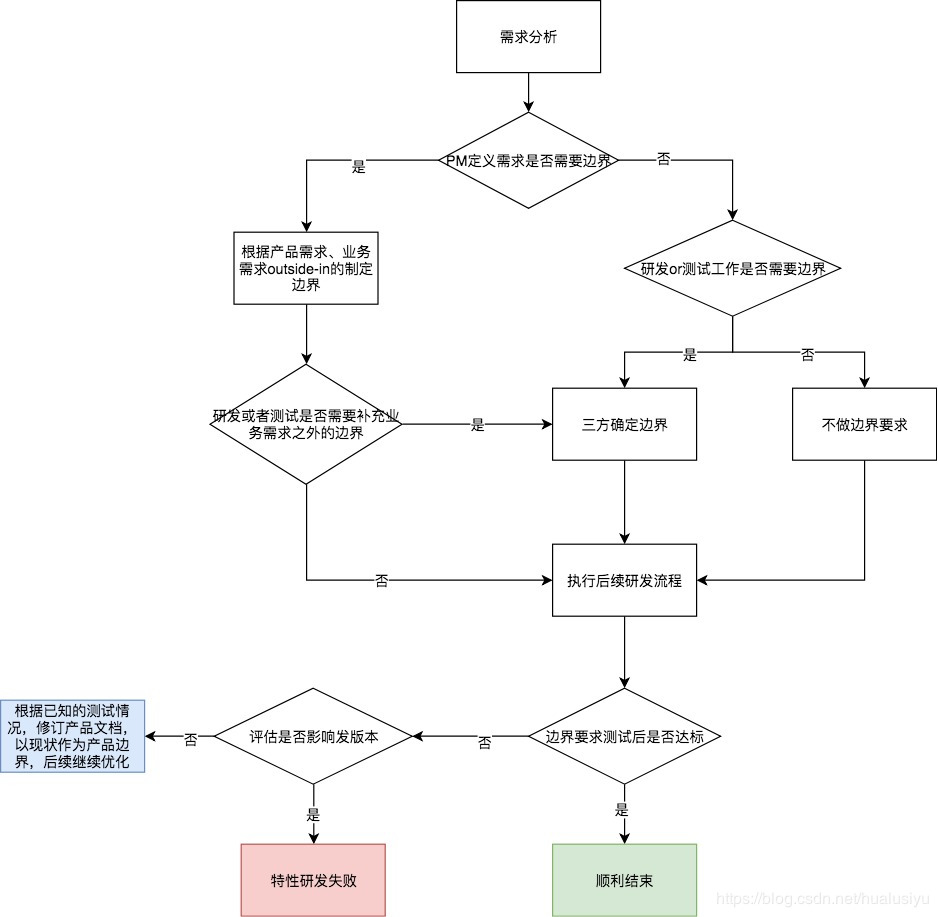 需求分析
PM定义需求是否需要边界
是
否
根据产品需求、业务
需求outside-in的制定
边界
研发or测试工作是否需要边界
是
否
研发或者测试是否需要补充业
务需求之外的边界
是
三方确定边界
不做边界要求
否
执行后续研发流程
根据已知的测试情
况，修订产品文档，
以现状作为产品边
界，后续继续优化
否
评估是否影响发版本
否
边界要求测试后是否达标
是
是
特性研发失败
顺利结束
https://blog.csdn.net/hualusiyu